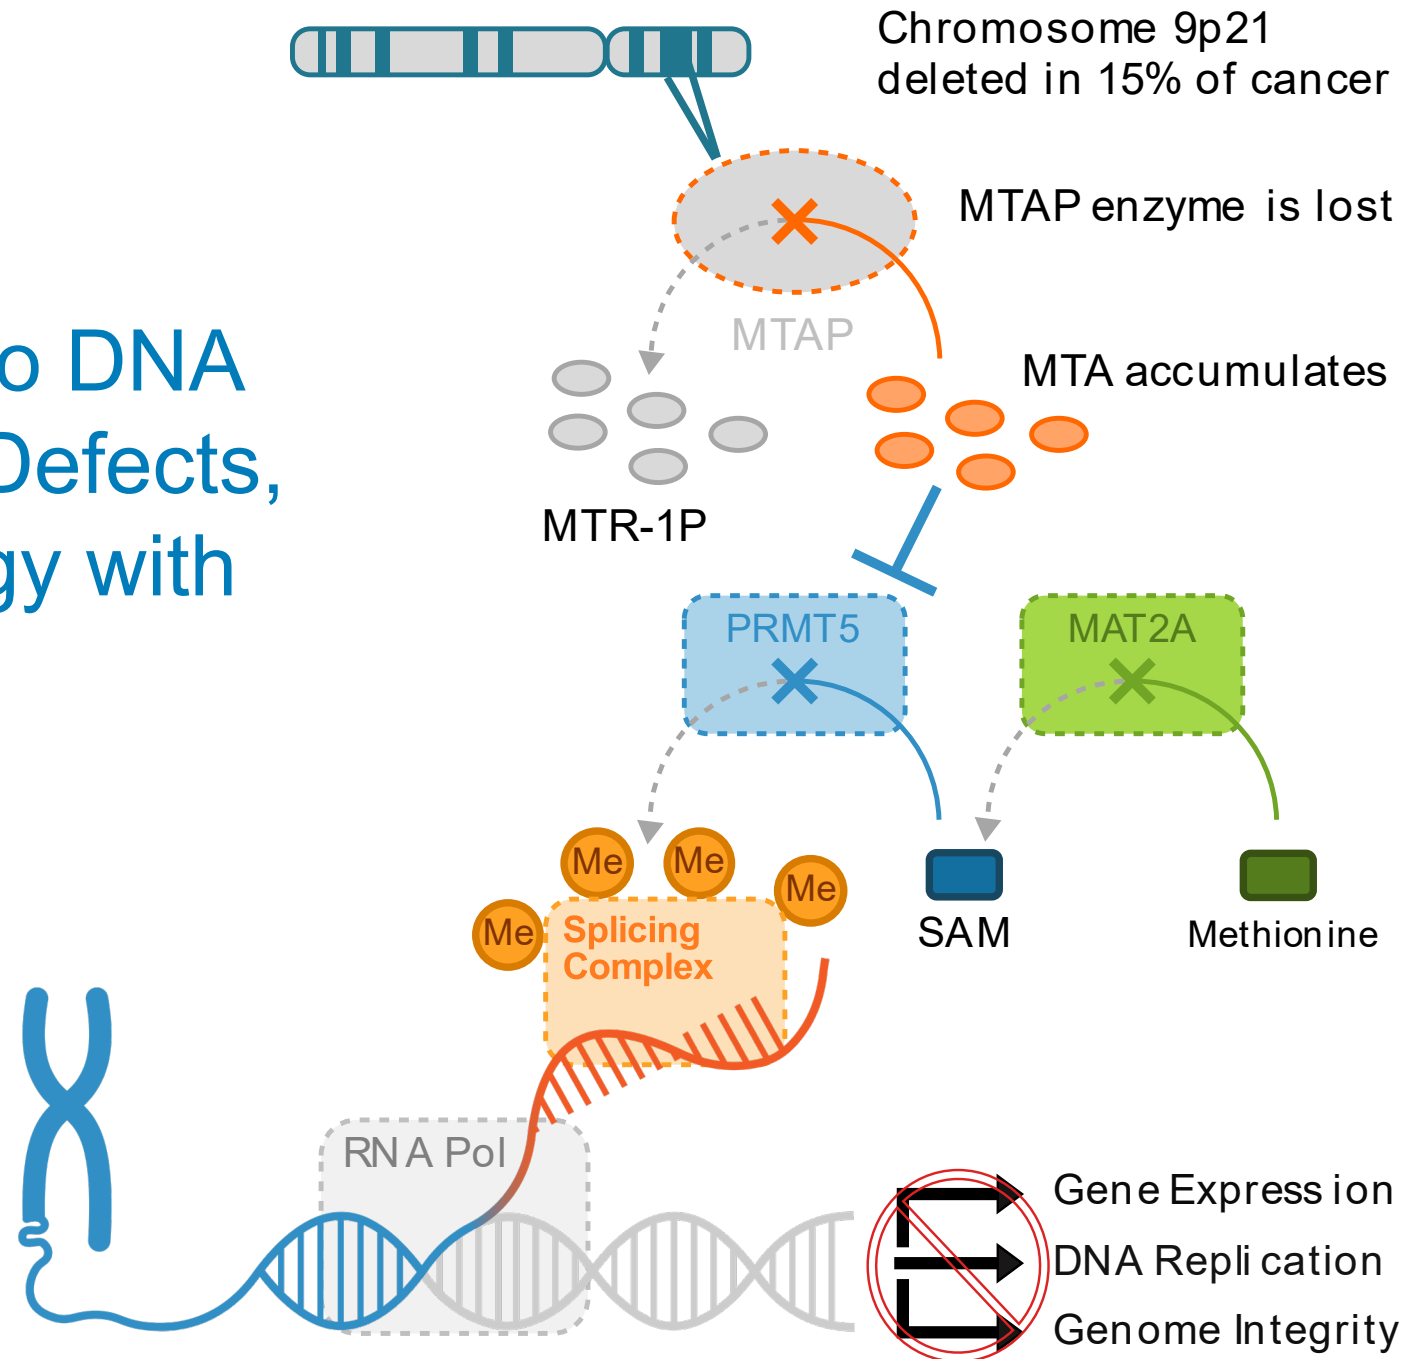 Chromosome 9p21
deleted in 15% of cancer
MTAP enzyme is lost
MTAP
MTA accumulates
o DNA
Defects,
gy with
MTR-1P
PRMT5
MAT2A
Me
Me
Me
Me
Splicing
Complex
SAM
Methionine
RNA Pol
Gene Expression
DNA Replication
Genome Integrity